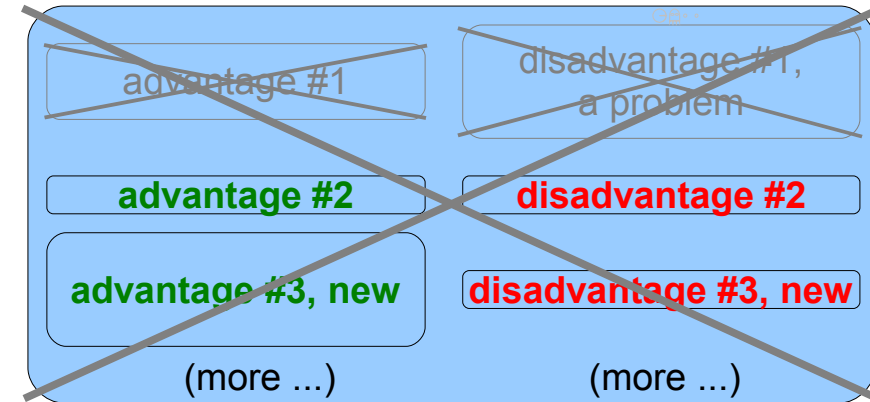 advantage #1
disadvantage #1,
a problem
advantage #2
disadvantage #2
advantage #3, new
disadvantage #3, new
(more ...)
(more ...)